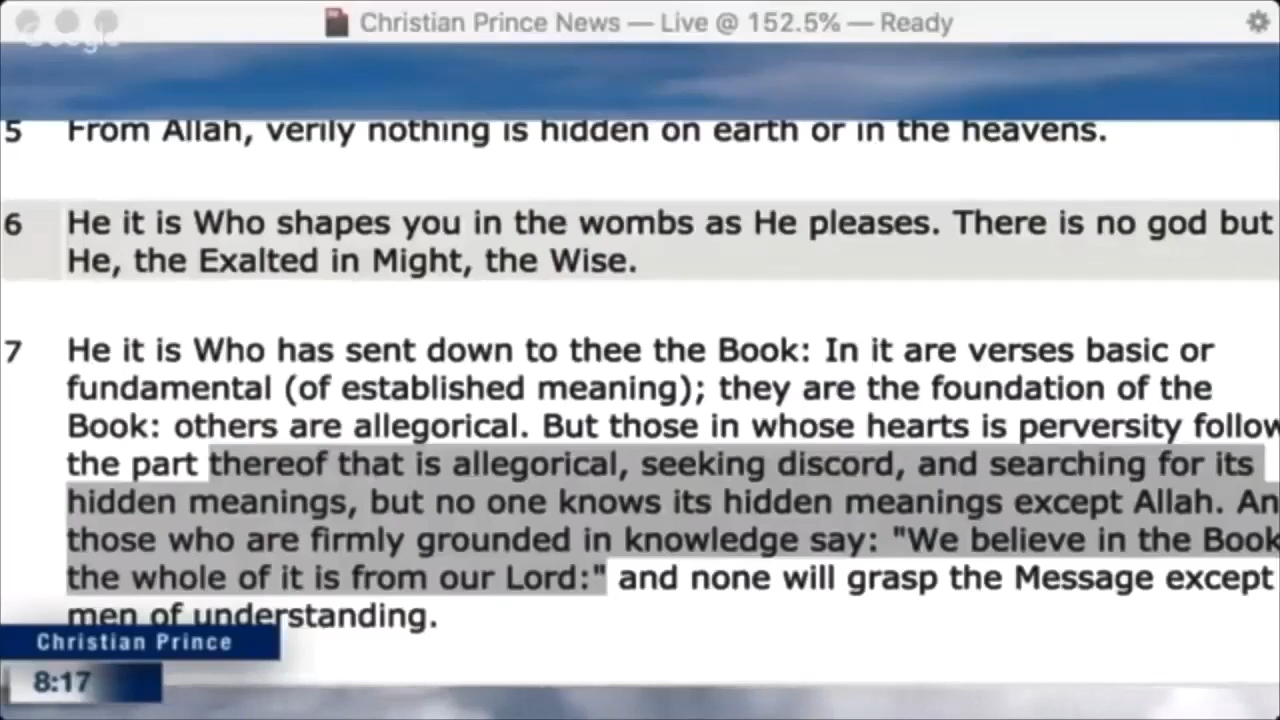 Christian Prince News — Live @ 152.5% — Ready
Google
5 From Allah, verily nothing is hidden on earth or in the heavens.
6 He it is Who shapes you in the wombs as He pleases. There is no god but
He, the Exalted in Might, the Wise.
7 He it is Who has sent down to thee the Book: In it are verses basic or
fundamental (of established meaning); they are the foundation of the
Book: others are allegorical. But those in whose hearts is perversity follow
the part thereof that is allegorical, seeking discord, and searching for its
hidden meanings, but no one knows its hidden meanings except Allah. An
those who are firmly grounded in knowledge say: "We believe in the Book
the whole of it is from our Lord:" and none will grasp the Message except
men of understanding.
Christian Prince
8:17